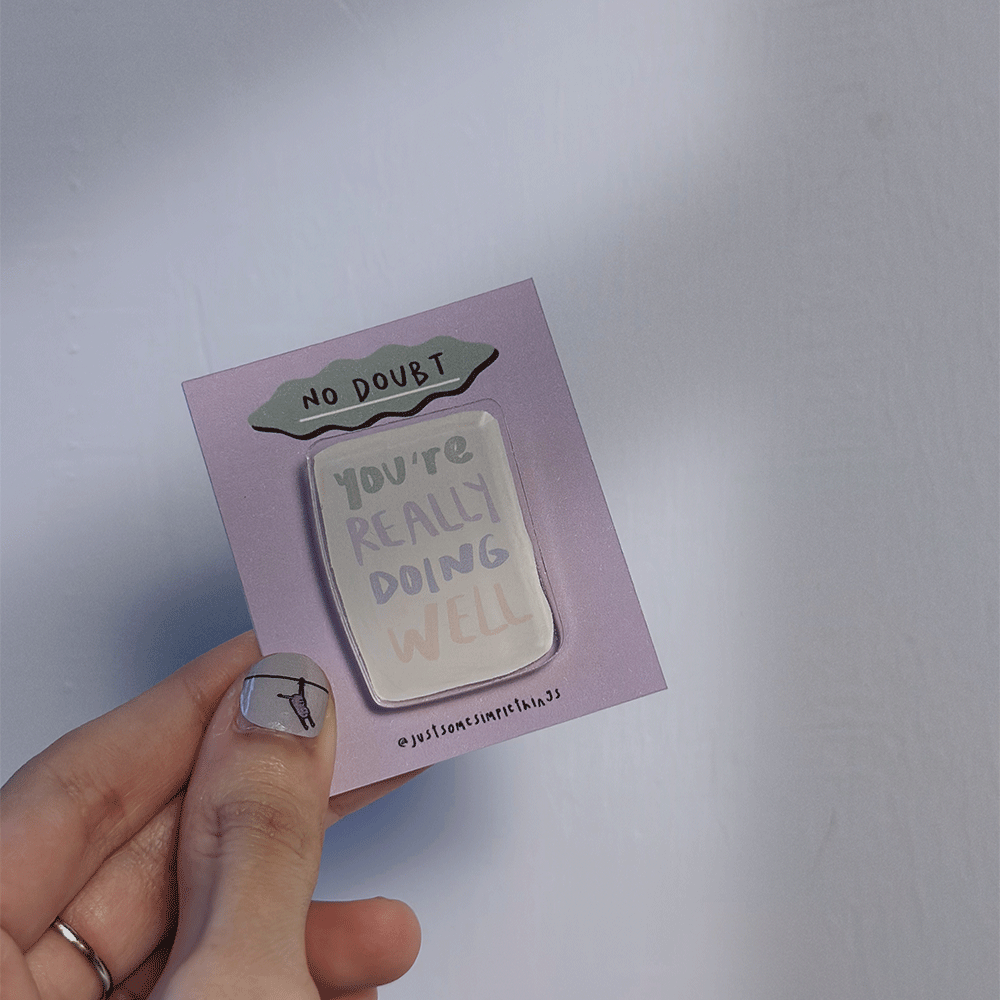 NO DOUBT
YOU're
REALLY
DOING
WELL
@justsomesimplethings